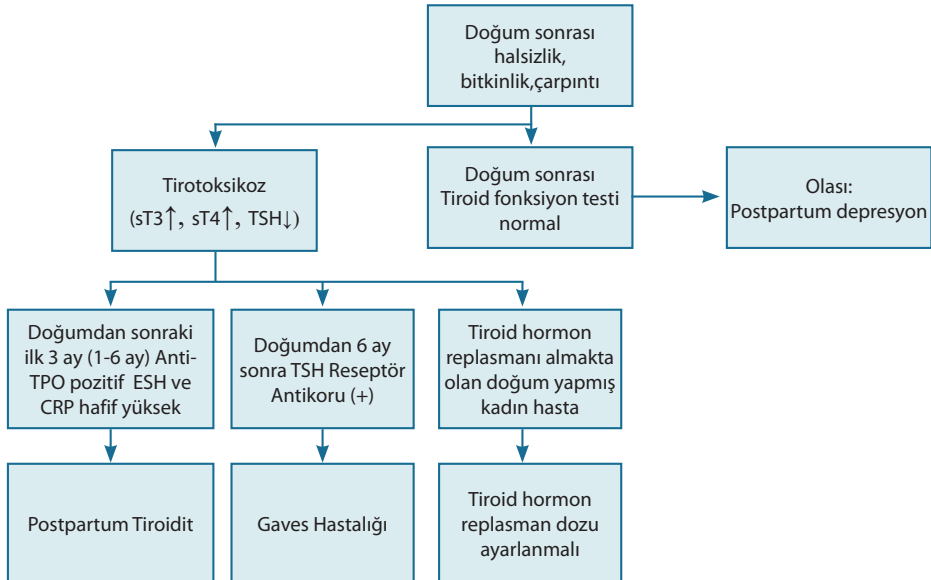 Doğum sonrası
halsizlik,
bitkinlik,çarpıntı
Tirotoksikoz
(sT3↑, sT4↑, TSH↓)
Doğum sonrası
Tiroid fonksiyon testi
normal
Olası:
Postpartum depresyon
Doğumdan sonraki
ilk 3 ay (1-6 ay) Anti-
TPO pozitif ESH ve
CRP hafif yüksek
Doğumdan 6 ay
sonra TSH Reseptör
Antikoru (+)
Tiroid hormon
replasmanı almakta
olan doğum yapmış
kadın hasta
Postpartum Tiroidit
Gaves Hastalığı
Tiroid hormon
replasman dozu
ayarlanmalı